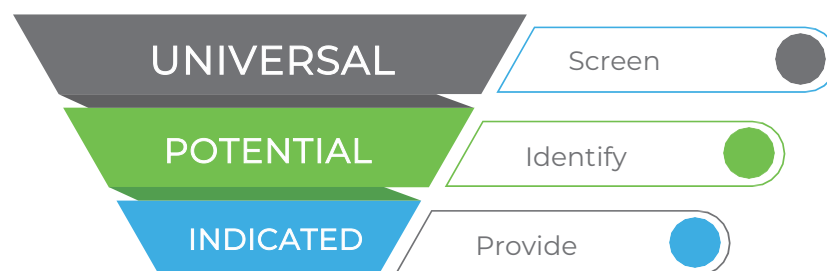 UNIVERSAL
Screen
POTENTIAL
Identify
INDICATED
Provide